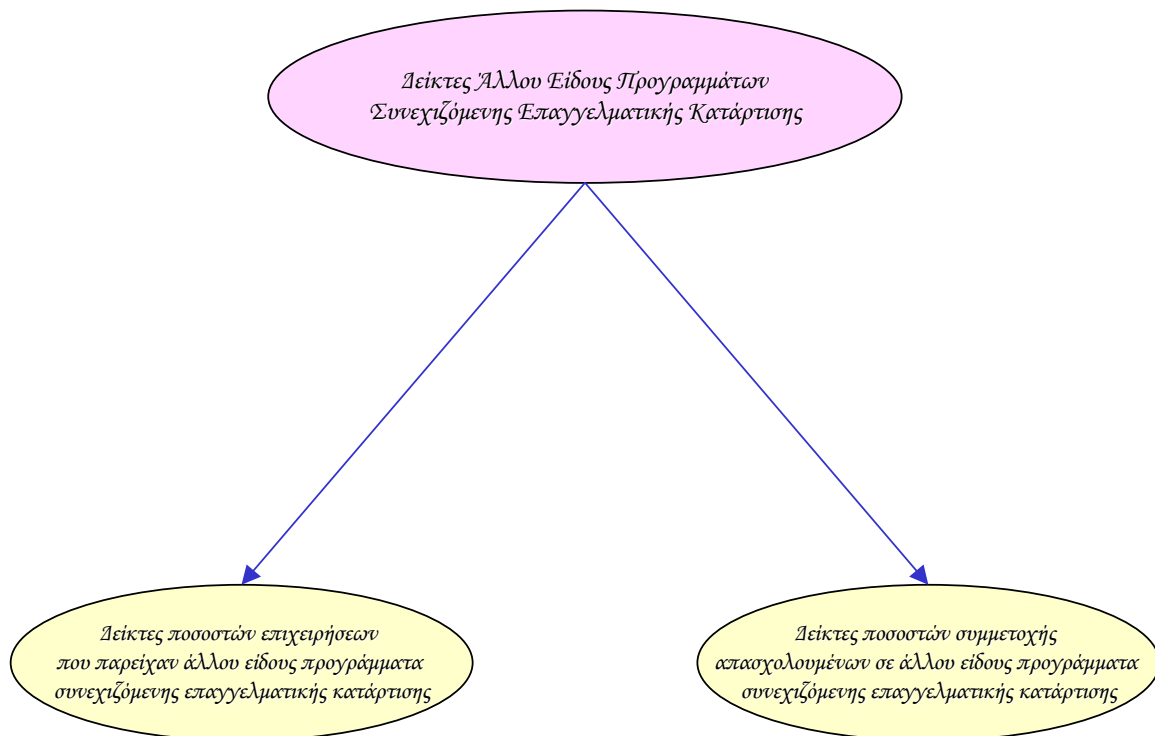 Δείκτες Άλλου Είδους Προγραμμάτων
Συνεχιζόμενης Επαγγελματικής Κατάρτισης
Δείκτες ποσοστών επιχειρήσεων
που παρείχαν άλλου είδους προγράμματα
συνεχιζόμενης επαγγελματικής κατάρτισης
Δείκτες ποσοστών συμμετοχής
απασχολουμένων σε άλλου είδους προγράμματα
συνεχιζόμενης επαγγελματικής κατάρτισης